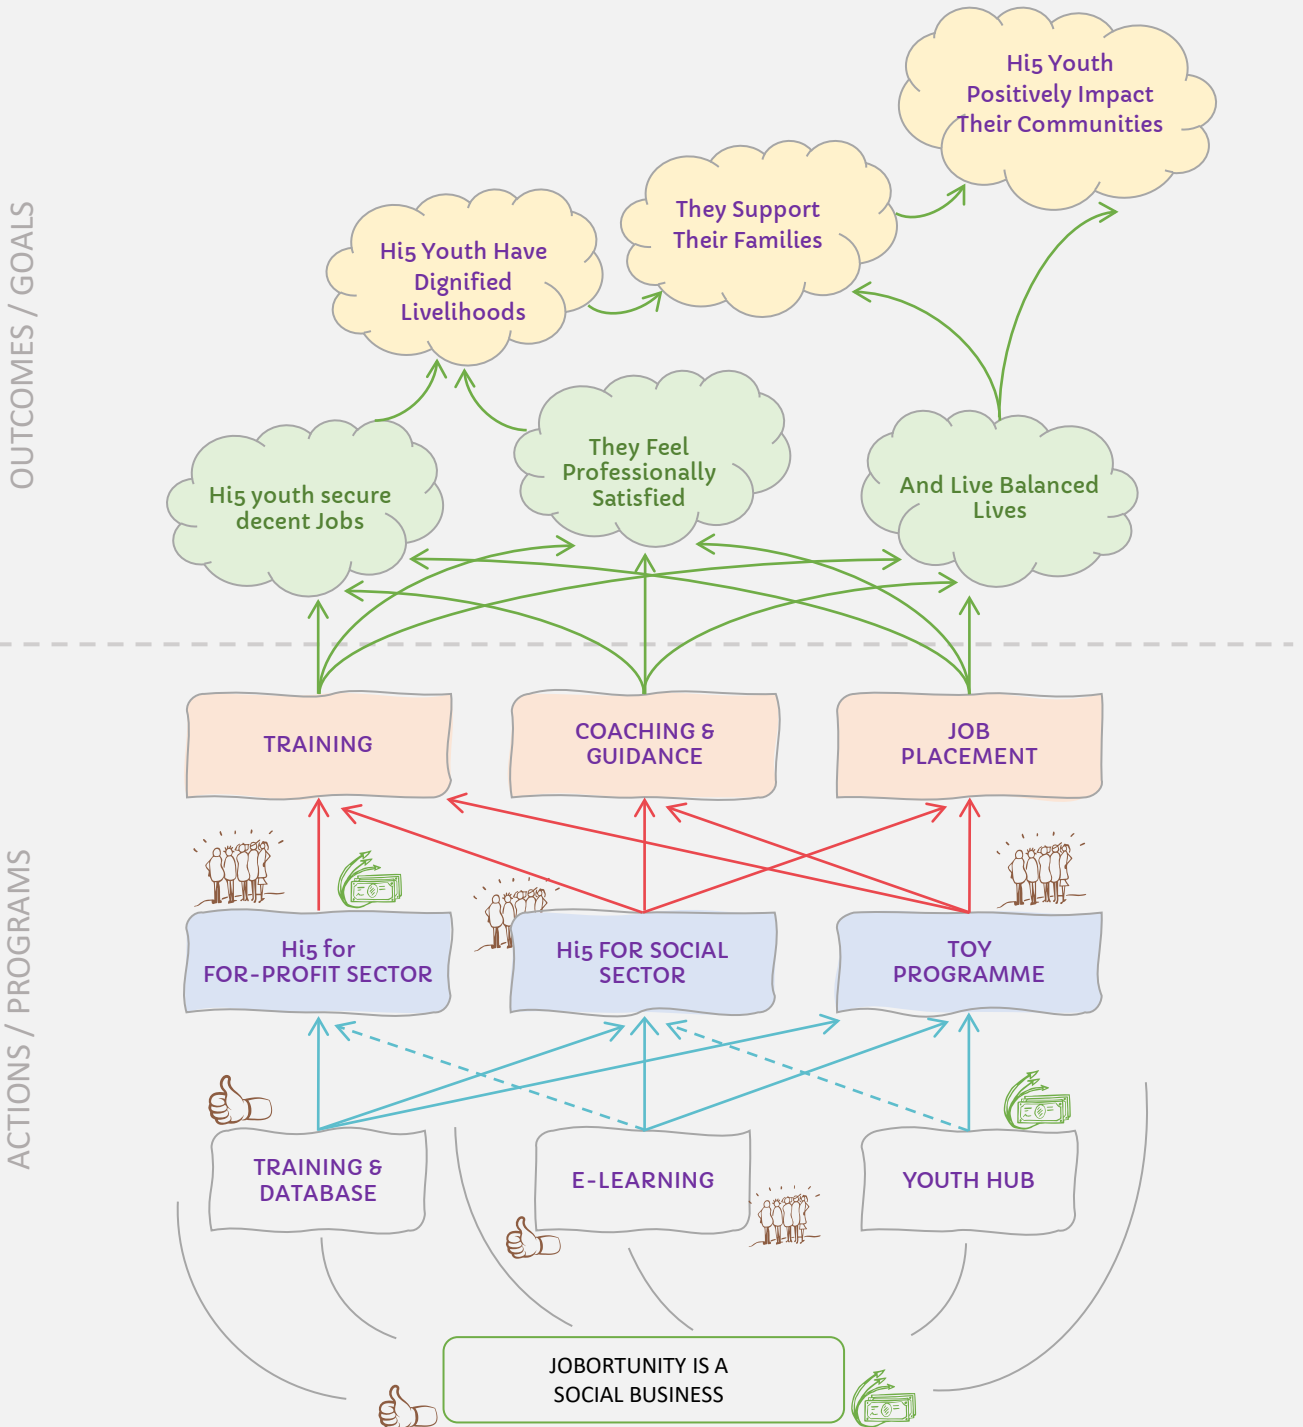 Hi5 Youth
Positively Impact
Their Communities
They Support
Their Families
Hi5 Youth Have
Dignified
Livelihoods
OUTCOMES / GOALS
They Feel
Professionally
Satisfied
Hi5 youth secure
decent Jobs
And Live Balanced
Lives
TRAINING
COACHING &
GUIDANCE
JOB
PLACEMENT
ACTIONS / PROGRAMS
Hi5 for
FOR-PROFIT SECTOR
Hi5 FOR SOCIAL
SECTOR
TOY
PROGRAMME
TRAINING &
DATABASE
E-LEARNING
YOUTH HUB
JOBORTUNITY IS A
SOCIAL BUSINESS